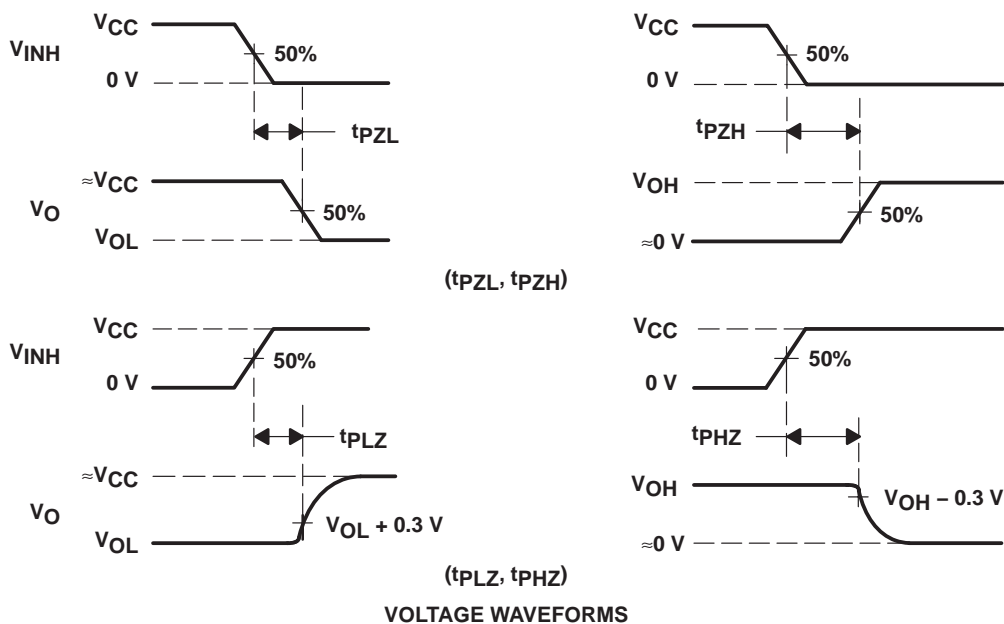 VCC
VCC
VINH
50%
50%
0 V
0 V
tPZL
tPZH
≈VCC
VOH
VO
50%
50%
VOL
≈0 V
(tPZL, tPZH)
VCC
VCC
VINH
50%
50%
0 V
0 V
tPLZ
tPHZ
≈VCC
VOH
VOH – 0.3 V
VO
VOL + 0.3 V
VOL
≈0 V
(tPLZ, tPHZ)
VOLTAGE WAVEFORMS